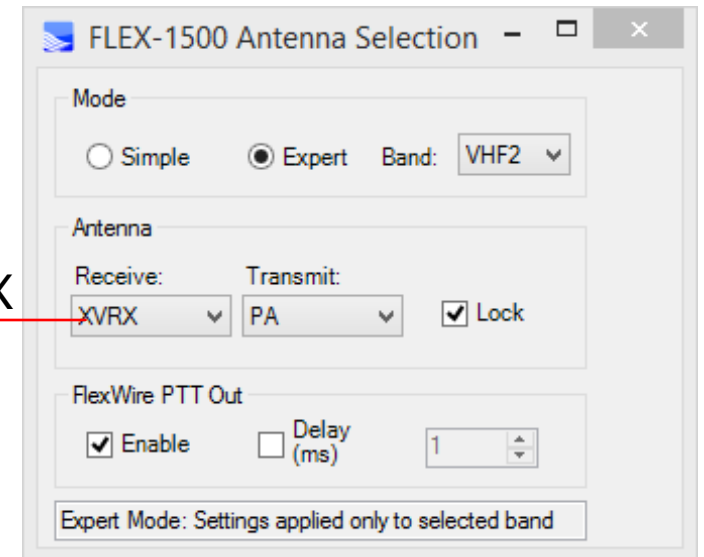 FLEX-1500 Antenna Selection
Mode
Simple Expert Band: VHF2
Antenna
Receive: Transmit:
X
XVRX PA Lock
FlexWire PTT Out
Enable Delay (ms) 1
Expert Mode: Settings applied only to selected band